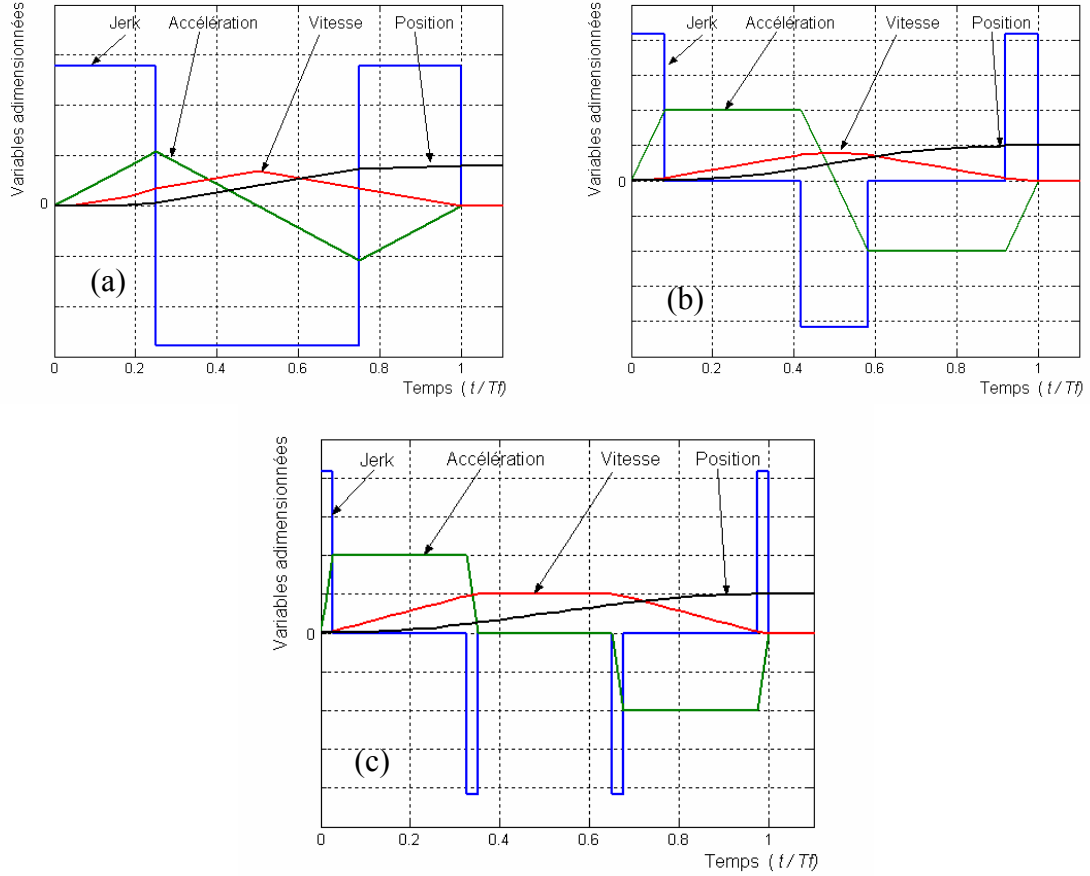 Variables adimensionnées
Jerk Accélération Vitesse Position
0
(a)
0 0.2 0.4 0.6 0.8 1
Temps ( t / Tf)
Variables adimensionnées
Jerk Accélération Vitesse Position
0
(b)
0 0.2 0.4 0.6 0.8 1
Temps ( t / Tf)
Variables adimensionnées
Jerk Accélération Vitesse Position
0
(c)
0 0.2 0.4 0.6 0.8 1
Temps ( t / Tf)